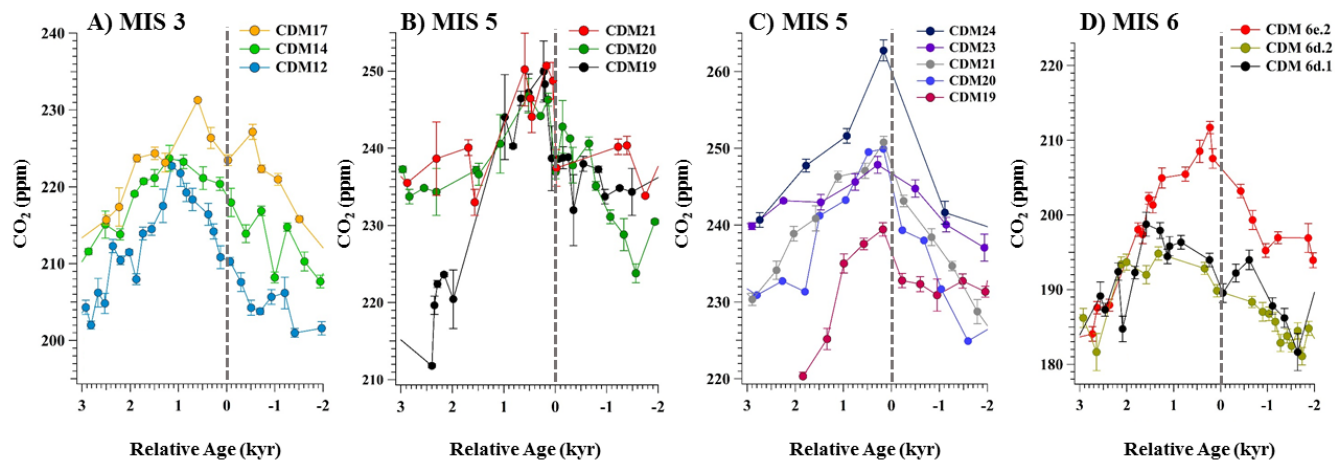 A) MIS 3
CDM17
CDM14
CDM12
240
230
220
210
200
CO₂ (ppm)
3 2 1 0 -1 -2
Relative Age (kyr)
B) MIS 5
CDM21
CDM20
CDM19
250
240
230
220
210
CO₂ (ppm)
3 2 1 0 -1 -2
Relative Age (kyr)
C) MIS 5
CDM24
CDM23
CDM21
CDM20
CDM19
260
250
240
230
220
CO₂ (ppm)
3 2 1 0 -1 -2
Relative Age (kyr)
D) MIS 6
CDM 6e.2
CDM 6d.2
CDM 6d.1
220
210
200
190
180
CO₂ (ppm)
3 2 1 0 -1 -2
Relative Age (kyr)